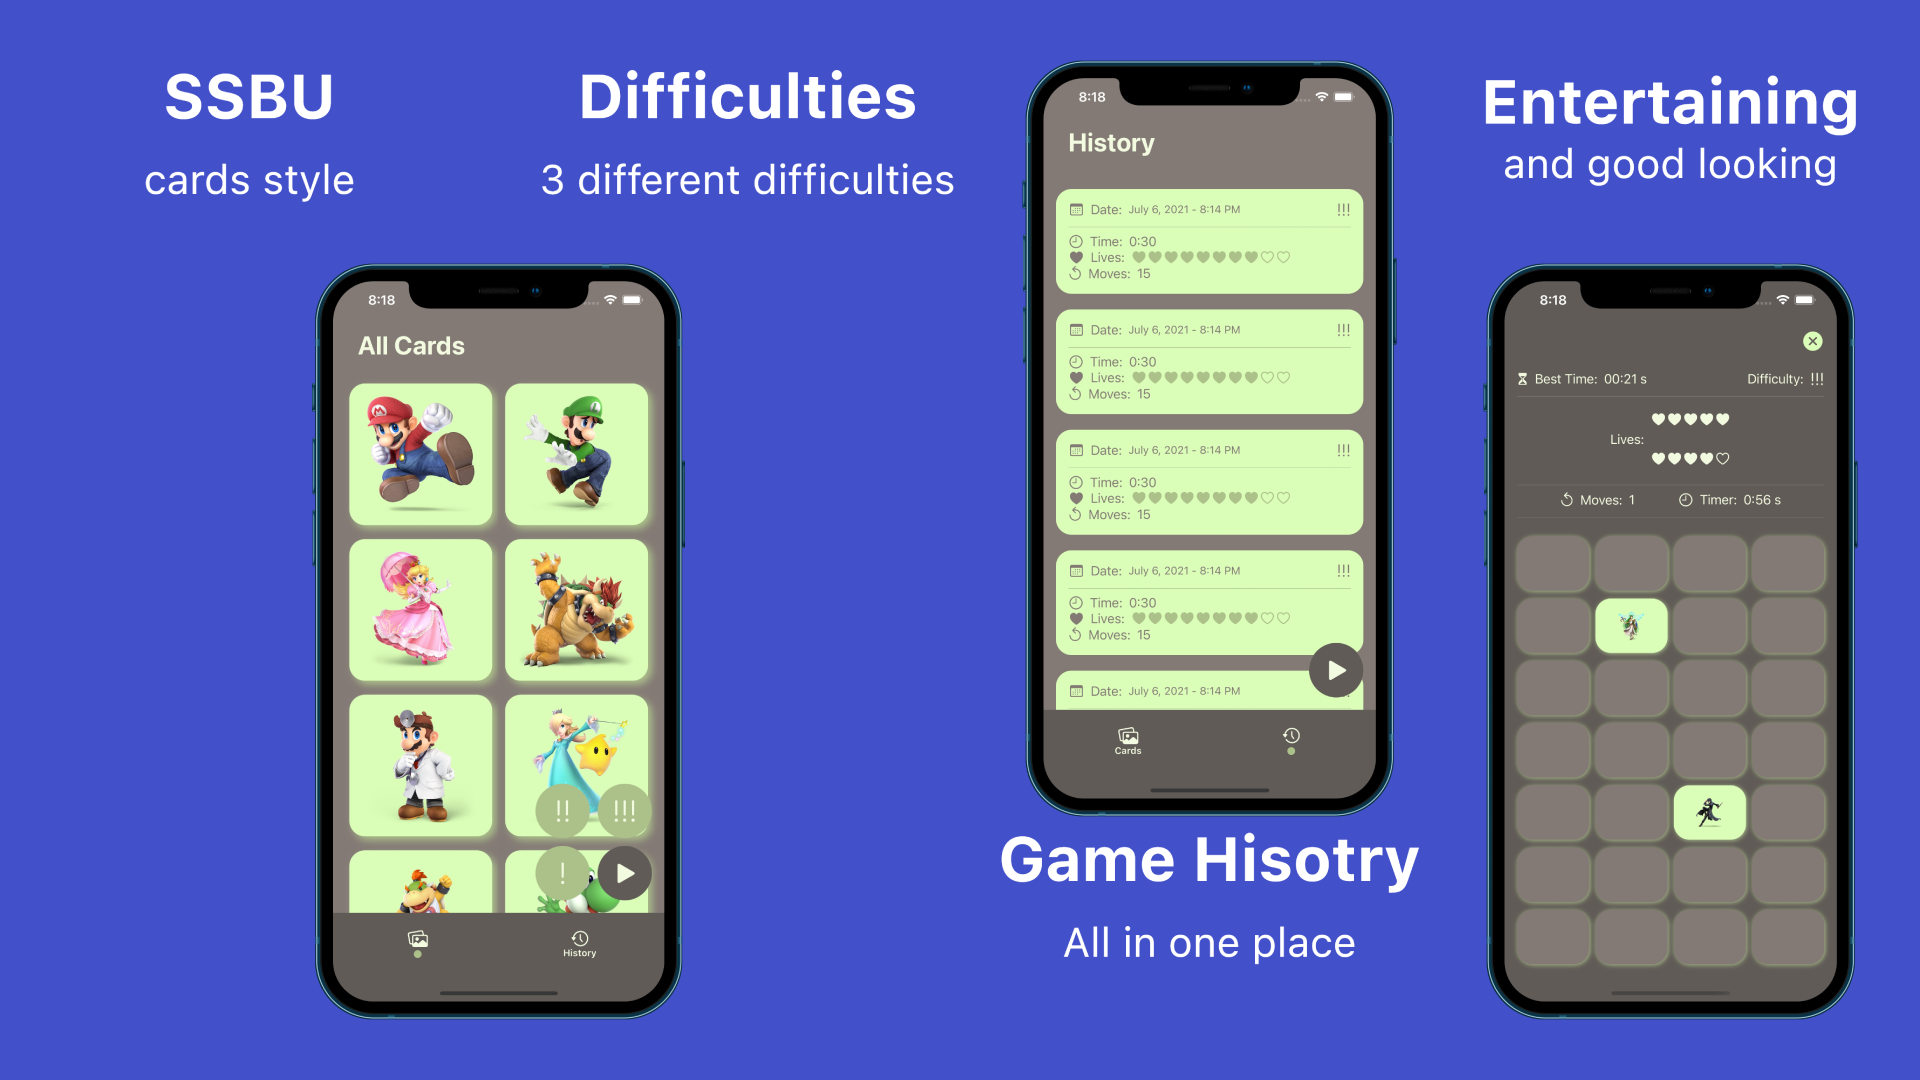 SSBU
cards style
Difficulties
3 different difficulties
8:18
All Cards
!!
!!!
!
History
8:18
History
Date: July 6, 2021 - 8:14 PM !!!
Time: 0:30
Lives:
Moves: 15
Date: July 6, 2021 - 8:14 PM !!!
Time: 0:30
Lives:
Moves: 15
Date: July 6, 2021 - 8:14 PM !!!
Time: 0:30
Lives:
Moves: 15
Date: July 6, 2021 - 8:14 PM !!!
Time: 0:30
Lives:
Moves: 15
Date: July 6, 2021 - 8:14 PM
Cards
Game Hisotry
All in one place
Entertaining
and good looking
8:18
Best Time: 00:21 s Difficulty: !!!
Lives:
Moves: 1 Timer: 0:56 s